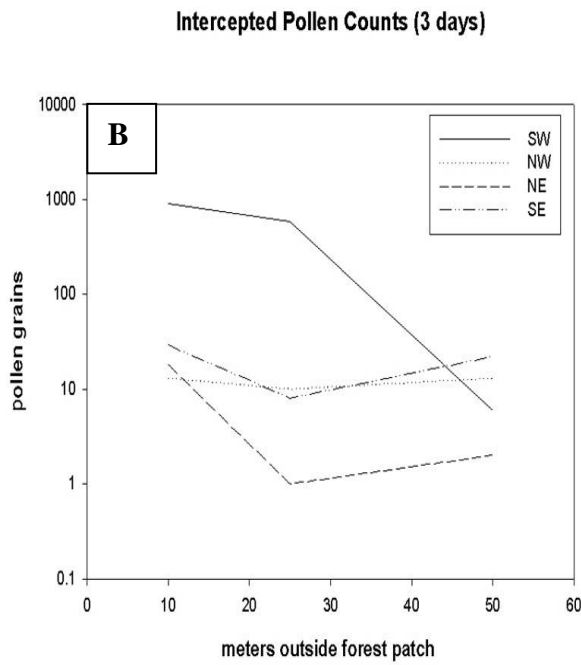 Intercepted Pollen Counts (3 days)
B
SW
NW
NE
SE
10000
1000
100
10
1
0.1
pollen grains
0 10 20 30 40 50 60
meters outside forest patch